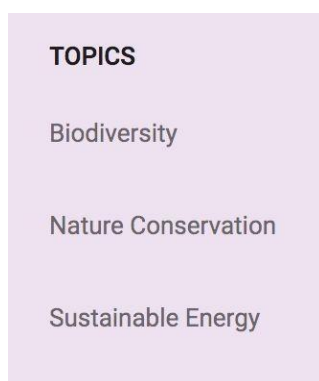 TOPICS
Biodiversity
Nature Conservation
Sustainable Energy